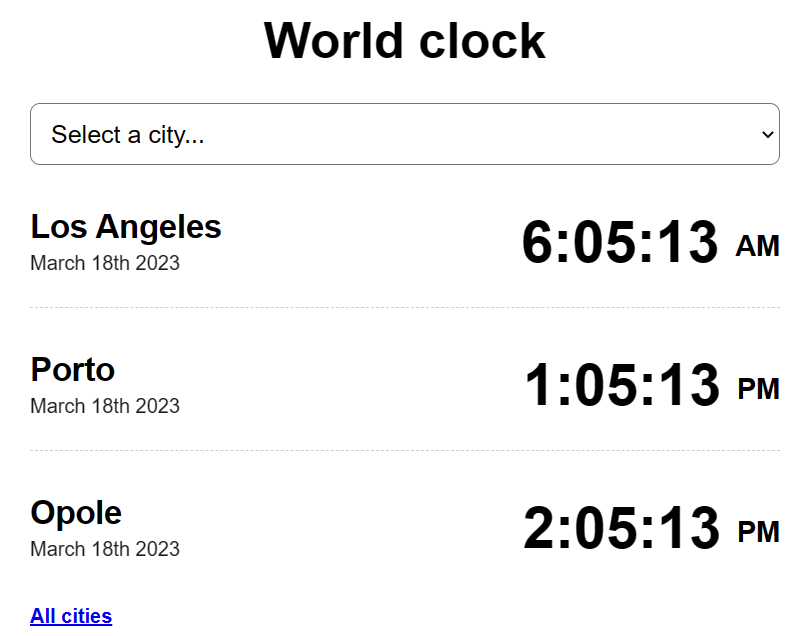 World clock
Select a city...
Los Angeles
March 18th 2023
6:05:13 AM
Porto
March 18th 2023
1:05:13 PM
Opole
March 18th 2023
2:05:13 PM
All cities